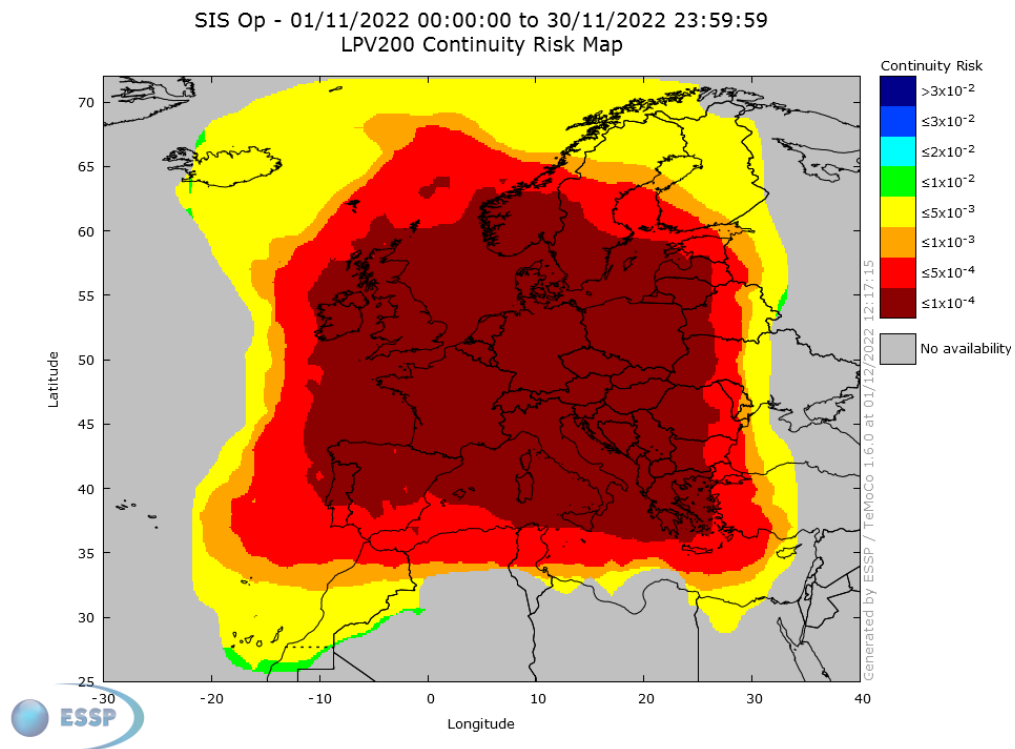 SIS Op - 01/11/2022 00:00:00 to 30/11/2022 23:59:59
LPV200 Continuity Risk Map
Continuity Risk
>3x10⁻²
≤3x10⁻²
≤2x10⁻²
≤1x10⁻²
≤5x10⁻³
≤1x10⁻³
≤5x10⁻⁴
≤1x10⁻⁴
No availability
Generated by ESSP / TeMoCo 1.6.0 at 01/12/2022 12:17:15
Latitude
70
65
60
55
50
45
40
35
30
25
-30 -20 -10 0 10 20 30 40
Longitude
ESSP